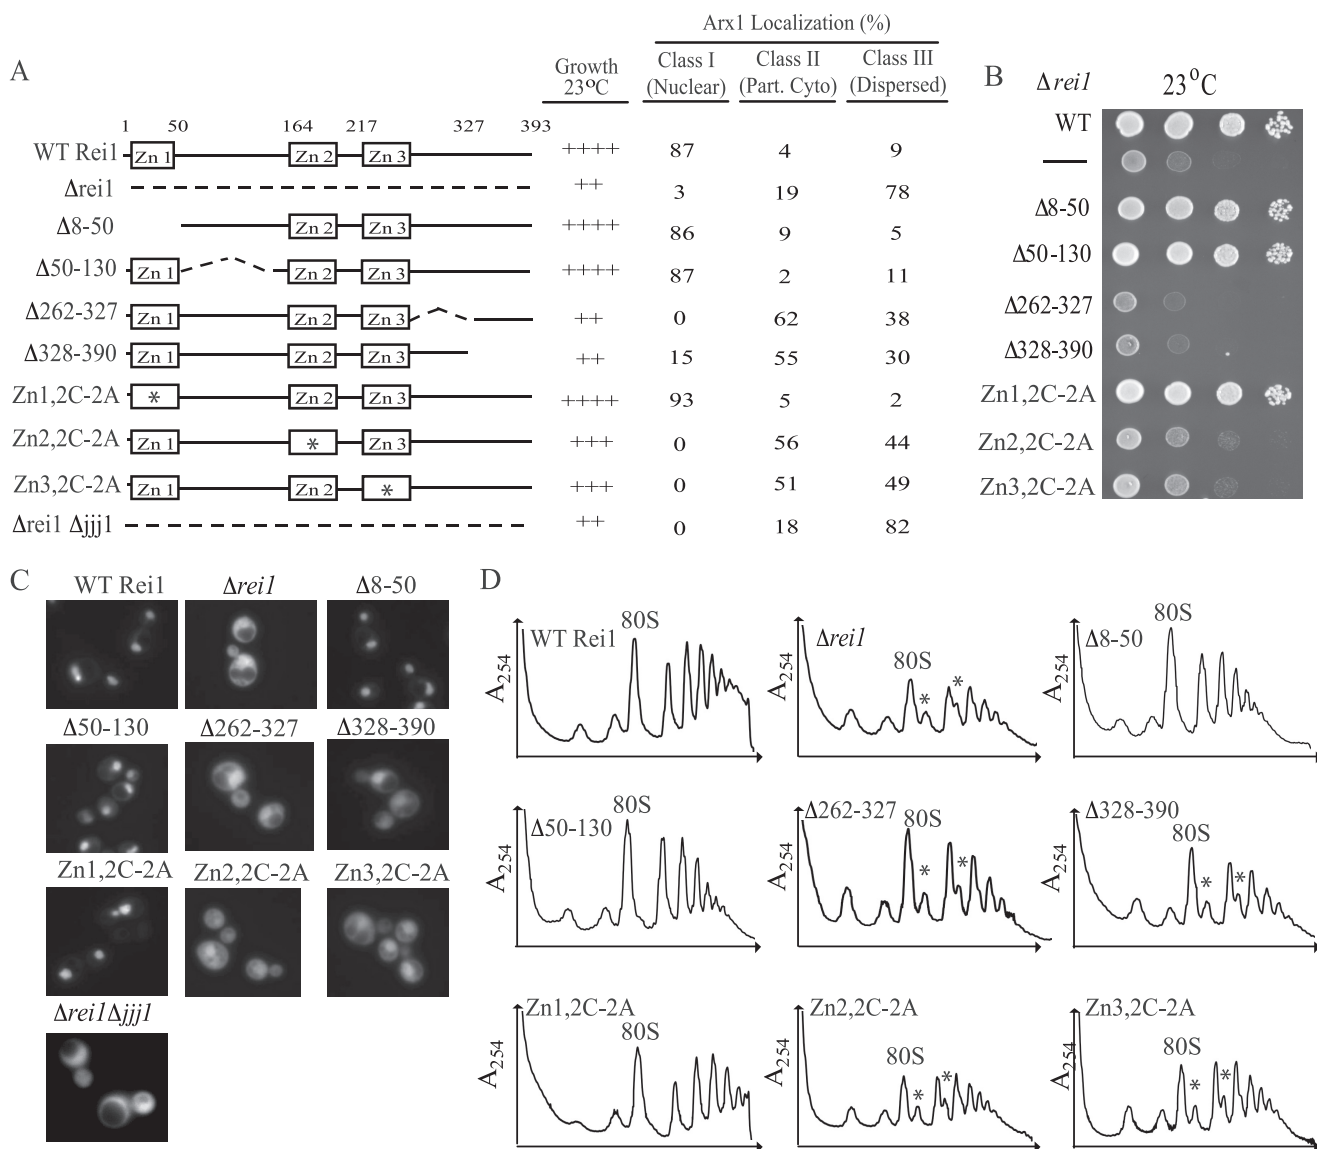 Arx1 Localization (%)
A
Growth 23°C
Class I (Nuclear)
Class II (Part. Cyto)
Class III (Dispersed)
1 50 164 217 327 393
WT Rei1 Zn 1 Zn 2 Zn 3 ++++ 87 4 9
Δrei1 ++ 3 19 78
Δ8-50 Zn 2 Zn 3 ++++ 86 9 5
Δ50-130 Zn 1 Zn 2 Zn 3 ++++ 87 2 11
Δ262-327 Zn 1 Zn 2 Zn 3 ++ 0 62 38
Δ328-390 Zn 1 Zn 2 Zn 3 ++ 15 55 30
Zn1,2C-2A * Zn 2 Zn 3 ++++ 93 5 2
Zn2,2C-2A Zn 1 * Zn 3 +++ 0 56 44
Zn3,2C-2A Zn 1 Zn 2 * +++ 0 51 49
Δrei1 Δjjj1 ++ 0 18 82
B
Δrei1 23⁰C
WT
—
Δ8-50
Δ50-130
Δ262-327
Δ328-390
Zn1,2C-2A
Zn2,2C-2A
Zn3,2C-2A
C
WT Rei1 Δrei1 Δ8-50
Δ50-130 Δ262-327 Δ328-390
Zn1,2C-2A Zn2,2C-2A Zn3,2C-2A
Δrei1Δjjj1
D
A254 WT Rei1 80S
A254 Δrei1 80S * *
A254 Δ8-50 80S
A254 Δ50-130 80S
A254 Δ262-327 80S * *
A254 Δ328-390 80S * *
A254 Zn1,2C-2A 80S
A254 Zn2,2C-2A 80S * *
A254 Zn3,2C-2A 80S * *